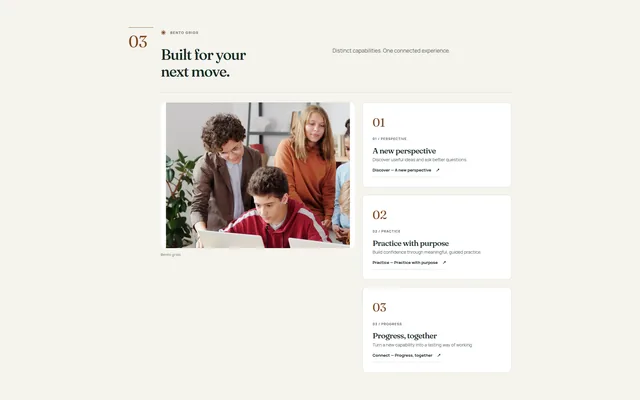 03
BENTO GRIDS
Built for your
next move.
Distinct capabilities. One connected experience.
Bento grids
01
01 / PERSPECTIVE
A new perspective
Discover useful ideas and ask better questions.
Discover — A new perspective ↗
02
02 / PRACTICE
Practice with purpose
Build confidence through meaningful, guided practice.
Practice — Practice with purpose ↗
03
03 / PROGRESS
Progress, together
Turn a new capability into a lasting way of working.
Connect — Progress, together ↗